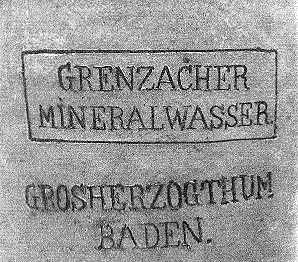 GRENZACHER
MINERALWASSER
GROSHERZOGTHUM
BADEN.